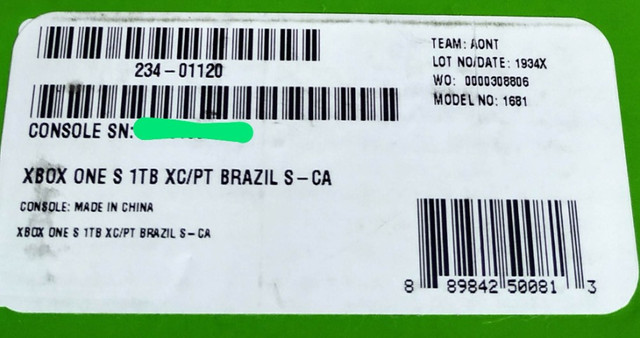 234-01120
CONSOLE SN:
XBOX ONE S 1TB XC/PT BRAZIL S-CA
CONSOLE: MADE IN CHINA
XBOX ONE S 1TB XC/PT BRAZIL S-CA
TEAM: AONT
LOT NO/DATE: 1934X
WO: 0000308806
MODEL NO: 1681
8 89842 50081 3